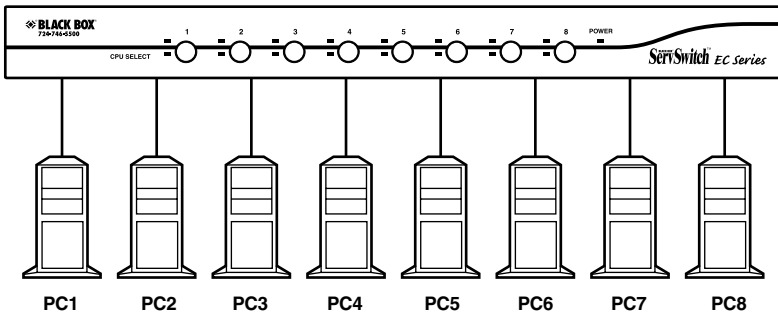 BLACK BOX®
724-746-5500
CPU SELECT
1 2 3 4 5 6 7 8
POWER
ServSwitch™ EC Series
PC1 PC2 PC3 PC4 PC5 PC6 PC7 PC8